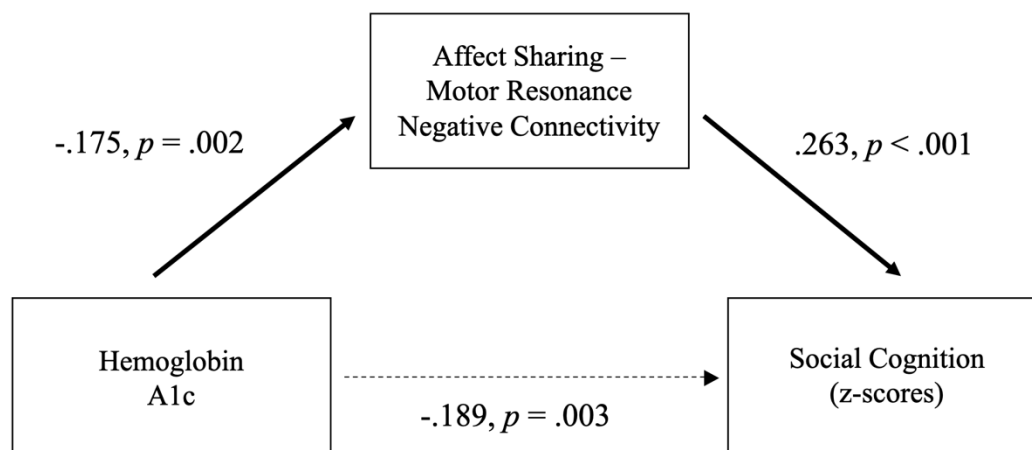 Affect Sharing –
Motor Resonance
Negative Connectivity
-.175, p = .002
.263, p < .001
Hemoglobin
A1c
-.189, p = .003
Social Cognition
(z-scores)